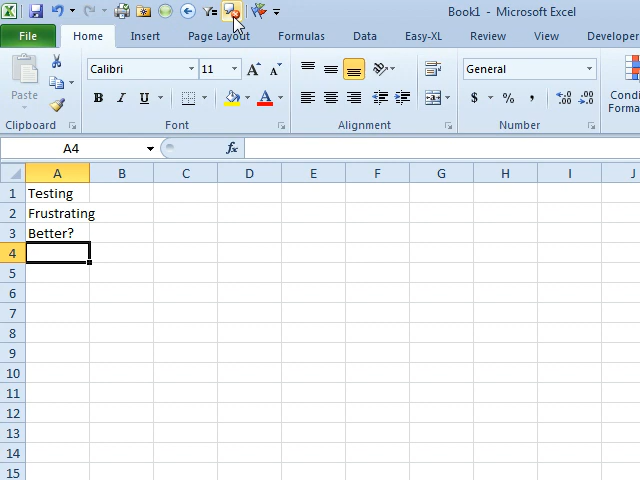 Book1 - Microsoft Excel
File Home Insert Page Layout Formulas Data Easy-XL Review View Developer
Paste Calibri 11 A A General Condi
B I U A $ % , .00 .00 Forma
Clipboard Font Alignment Number
A4 fx
A B C D E F G H I J
1 Testing
2 Frustrating
3 Better?
4
5
6
7
8
9
10
11
12
13
14
15